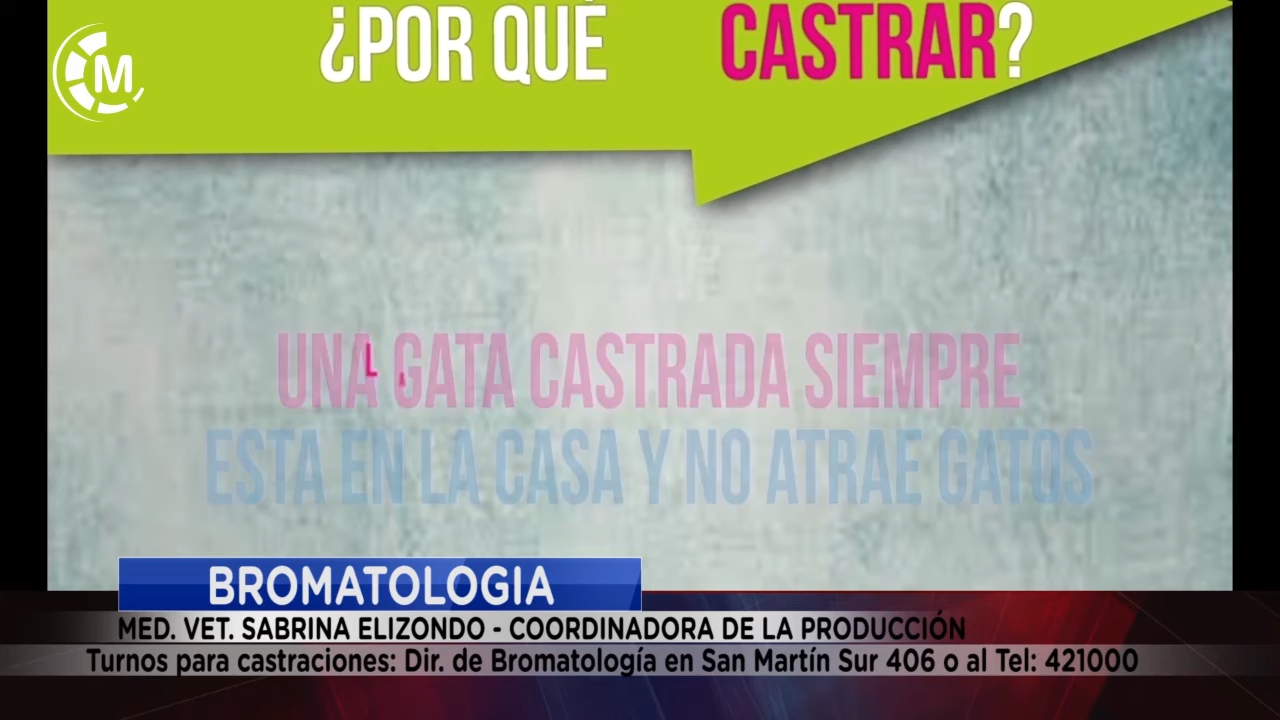 ¿POR QUÉ CASTRAR?
M
UNA GATA CASTRADA SIEMPRE
ESTA EN LA CASA Y NO ATRAE GATOS
L
BROMATOLOGIA
MED. VET. SABRINA ELIZONDO - COORDINADORA DE LA PRODUCCIÓN
Turnos para castraciones: Dir. de Bromatología en San Martín Sur 406 o al Tel: 421000